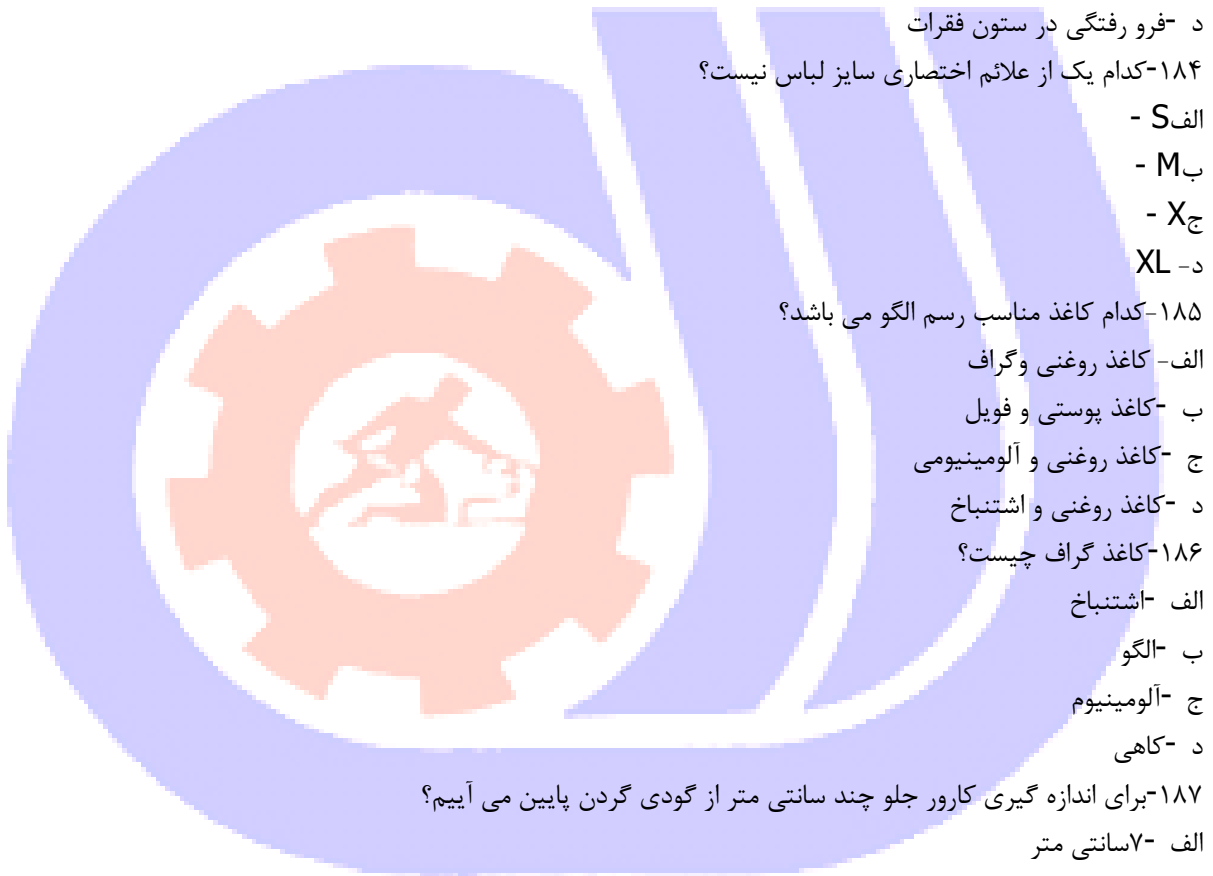 د -فرو رفتگی در ستون فقرات
۱۸۴-کدام یک از علائم اختصاری سایز لباس نیست؟
الفS -
بM -
جX -
د- XL
۱۸۵-کدام کاغذ مناسب رسم الگو می باشد؟
الف- کاغذ روغنی وگراف
ب -کاغذ پوستی و فویل
ج -کاغذ روغنی و آلومینیومی
د -کاغذ روغنی و اشتنباخ
۱۸۶-کاغذ گراف چیست؟
الف -اشتنباخ
ب -الگو
ج -آلومینیوم
د -کاهی
۱۸۷-برای اندازه گیری کارور جلو چند سانتی متر از گودی گردن پایین می آییم؟
الف -۷سانتی متر